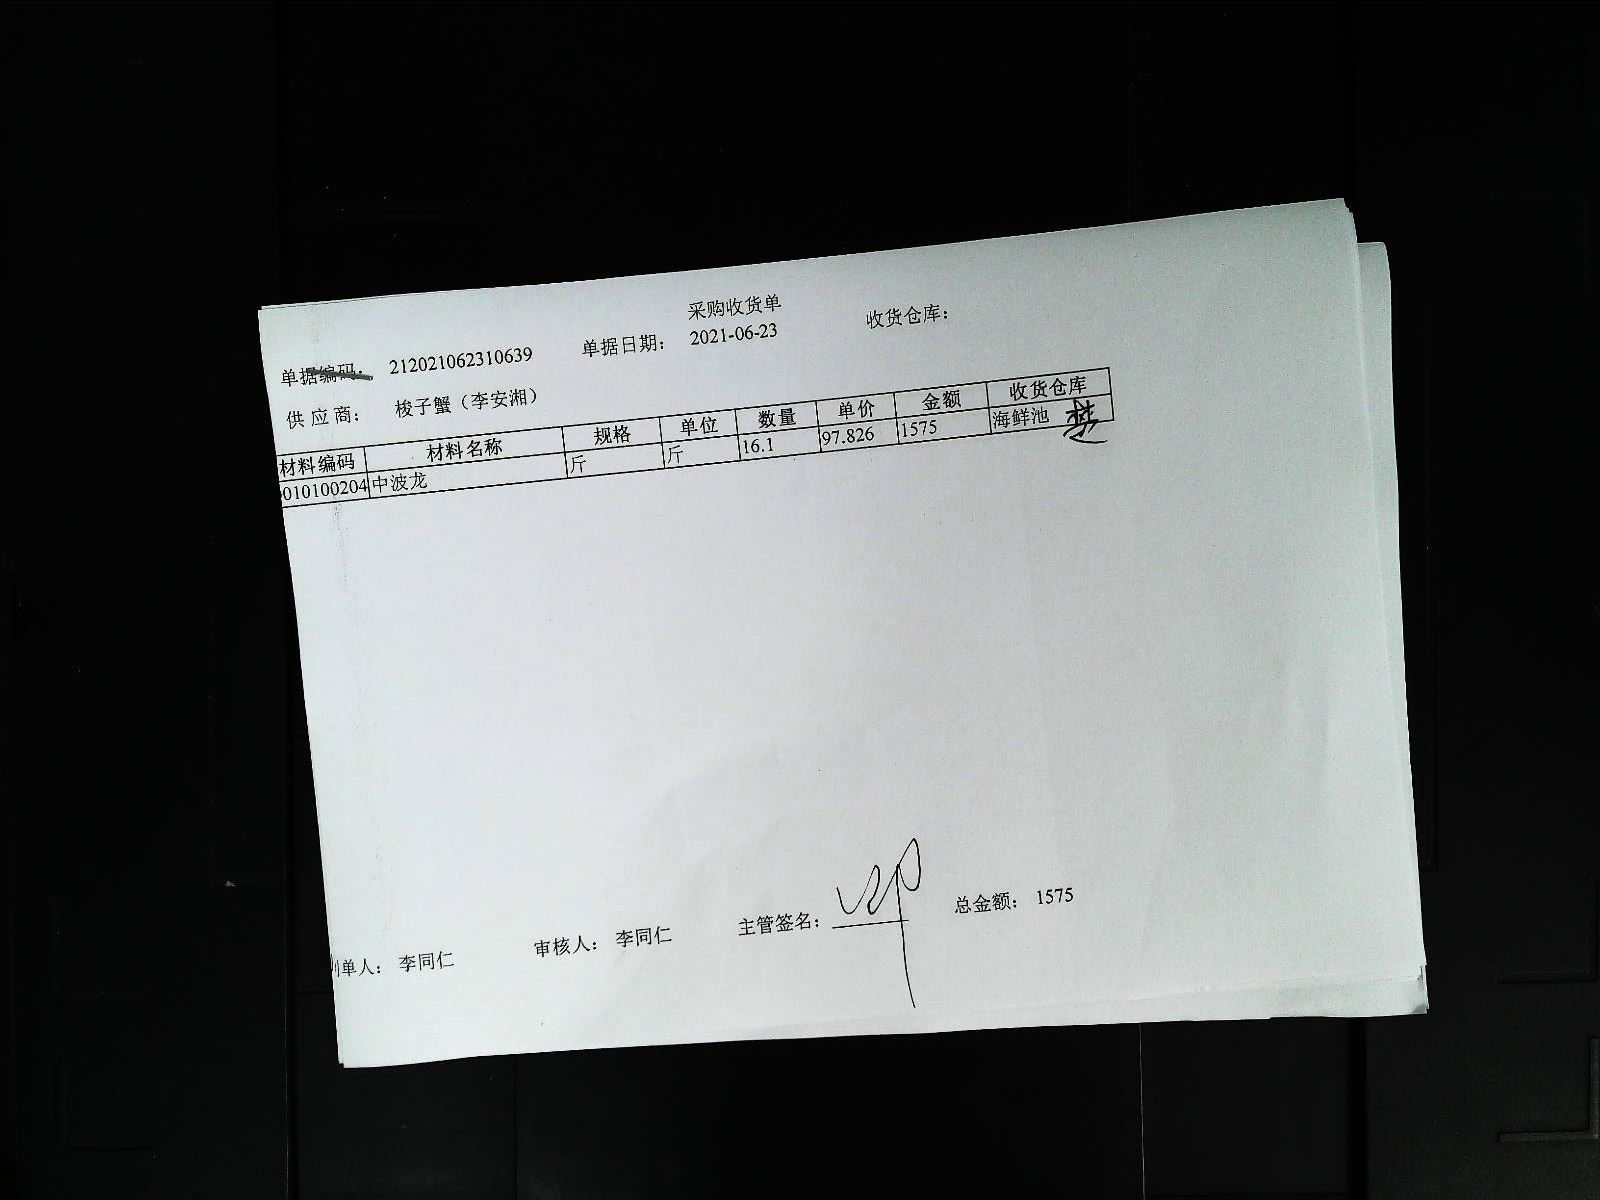 采购收货单
单据编码： 212021062310639 单据日期： 2021-06-23 收货仓库：
供应商： 梭子蟹（李安湘）
材料编码 材料名称 规格 单位 数量 单价 金额 收货仓库
010100204 中波龙 斤 斤 16.1 97.826 1575 海鲜池
单人： 李同仁 审核人： 李同仁 主管签名： 总金额： 1575